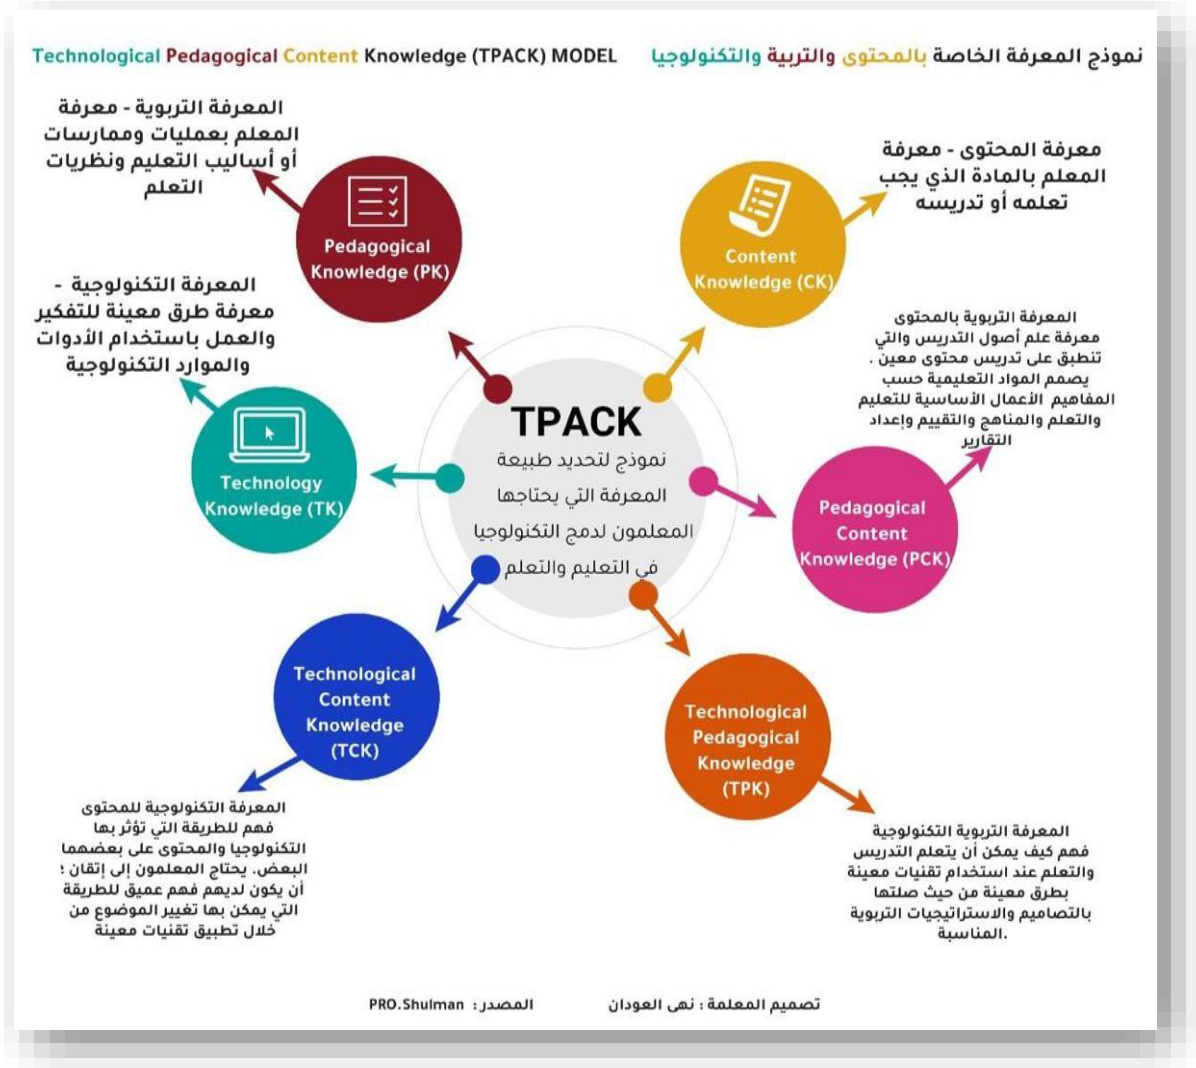 Technological Pedagogical Content Knowledge (TPACK) MODEL
نموذج المعرفة الخاصة بالمحتوى والتربية والتكنولوجيا
المعرفة التربوية - معرفة
المعلم بعمليات وممارسات
أو أساليب التعليم ونظريات
التعلم
Pedagogical
Knowledge (PK)
معرفة المحتوى - معرفة
المعلم بالمادة الذي يجب
تعلمه أو تدريسه
Content
Knowledge (CK)
المعرفة التكنولوجية -
معرفة طرق معينة للتفكير
والعمل باستخدام الأدوات
والموارد التكنولوجية
Technology
Knowledge (TK)
المعرفة التربوية بالمحتوى
معرفة علم أصول التدريس والتي
تنطبق على تدريس محتوى معين .
يصمم المواد التعليمية حسب
المفاهيم الأعمال الأساسية للتعليم
والتعلم والمناهج والتقييم وإعداد
التقارير
Pedagogical
Content
Knowledge (PCK)
TPACK
نموذج لتحديد طبيعة
المعرفة التي يحتاجها
المعلمون لدمج التكنولوجيا
في التعليم والتعلم
Technological
Content
Knowledge
(TCK)
المعرفة التكنولوجية للمحتوى
فهم للطريقة التي تؤثر بها
التكنولوجيا والمحتوى على بعضهما
البعض. يحتاج المعلمون إلى إتقان ؛
أن يكون لديهم فهم عميق للطريقة
التي يمكن بها تغيير الموضوع من
خلال تطبيق تقنيات معينة
Technological
Pedagogical
Knowledge
(TPK)
المعرفة التربوية التكنولوجية
فهم كيف يمكن أن يتعلم التدريس
والتعلم عند استخدام تقنيات معينة
بطرق معينة من حيث صلتها
بالتصاميم والاستراتيجيات التربوية
.المناسبة
تصميم المعلمة : نهى العودان
المصدر : PRO.Shulman